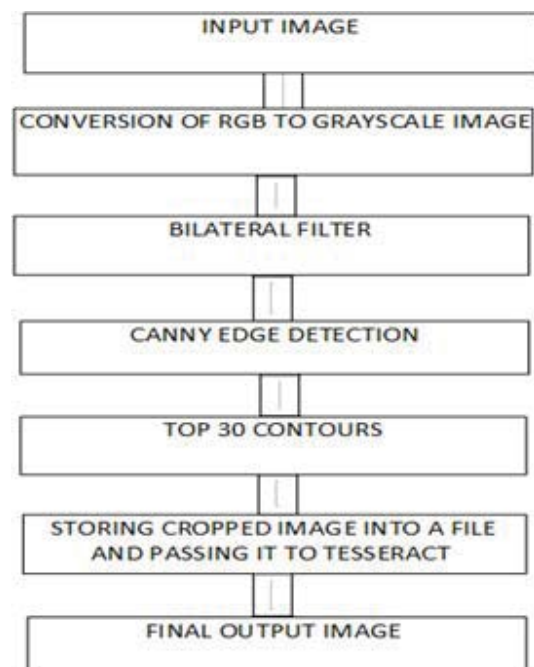 INPUT IMAGE
CONVERSION OF RGB TO GRAYSCALE IMAGE
BILATERAL FILTER
CANNY EDGE DETECTION
TOP 30 CONTOURS
STORING CROPPED IMAGE INTO A FILE
AND PASSING IT TO TESSERACT
FINAL OUTPUT IMAGE